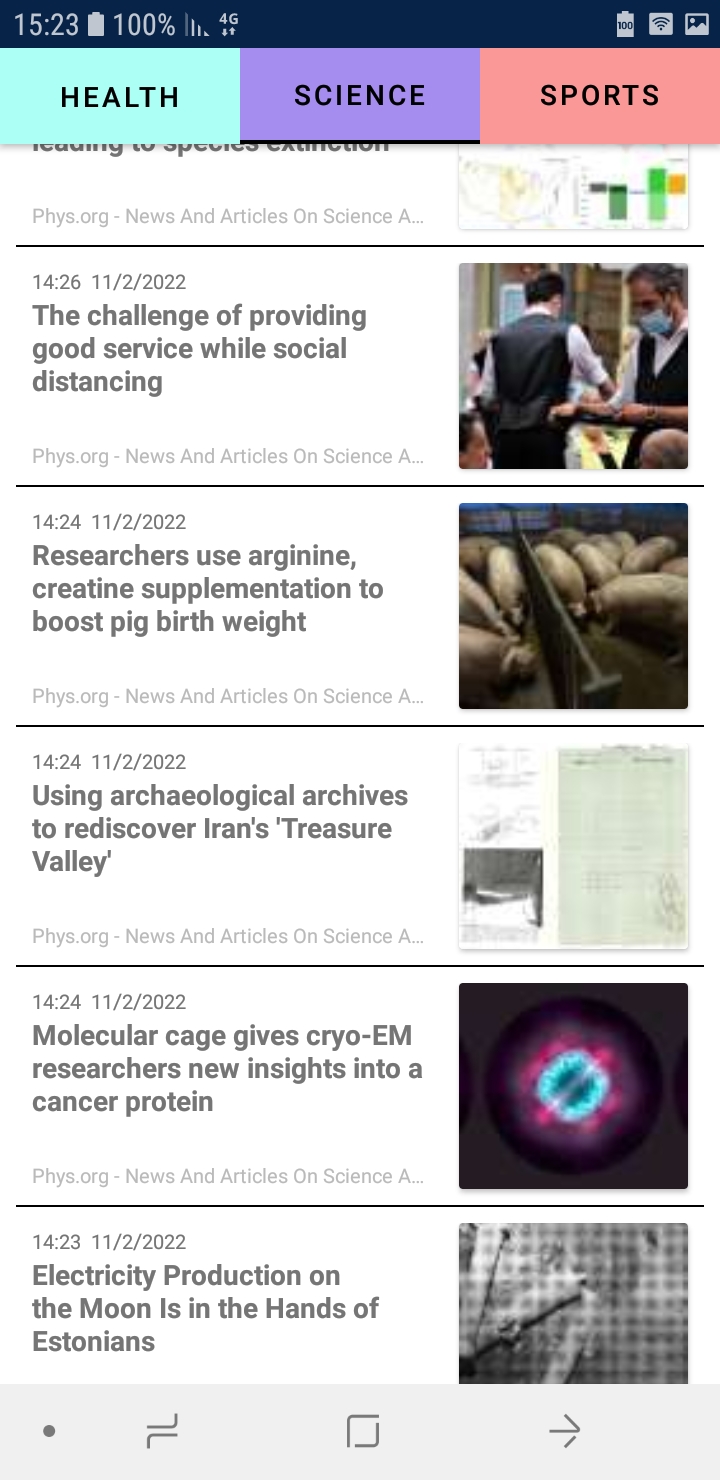 15:23 100% 4G 100
HEALTH SCIENCE SPORTS
leading to species extinction
Phys.org - News And Articles On Science A...
14:26 11/2/2022
The challenge of providing
good service while social
distancing
Phys.org - News And Articles On Science A...
14:24 11/2/2022
Researchers use arginine,
creatine supplementation to
boost pig birth weight
Phys.org - News And Articles On Science A...
14:24 11/2/2022
Using archaeological archives
to rediscover Iran's 'Treasure
Valley'
Phys.org - News And Articles On Science A...
14:24 11/2/2022
Molecular cage gives cryo-EM
researchers new insights into a
cancer protein
Phys.org - News And Articles On Science A...
14:23 11/2/2022
Electricity Production on
the Moon Is in the Hands of
Estonians